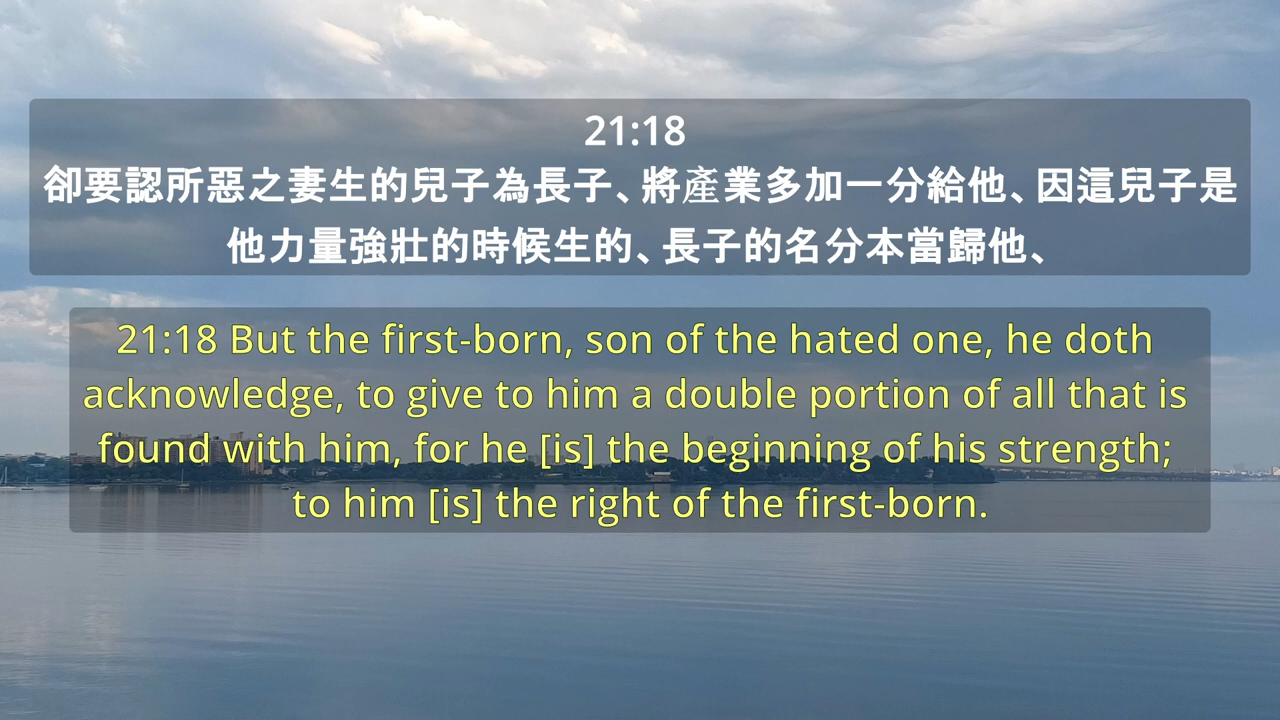 21:18
卻要認所惡之妻生的兒子為長子、將產業多加一分給他、因這兒子是
他力量強壯的時候生的、長子的名分本當歸他、
21:18 But the first-born, son of the hated one, he doth
acknowledge, to give to him a double portion of all that is
found with him, for he [is] the beginning of his strength;
to him [is] the right of the first-born.